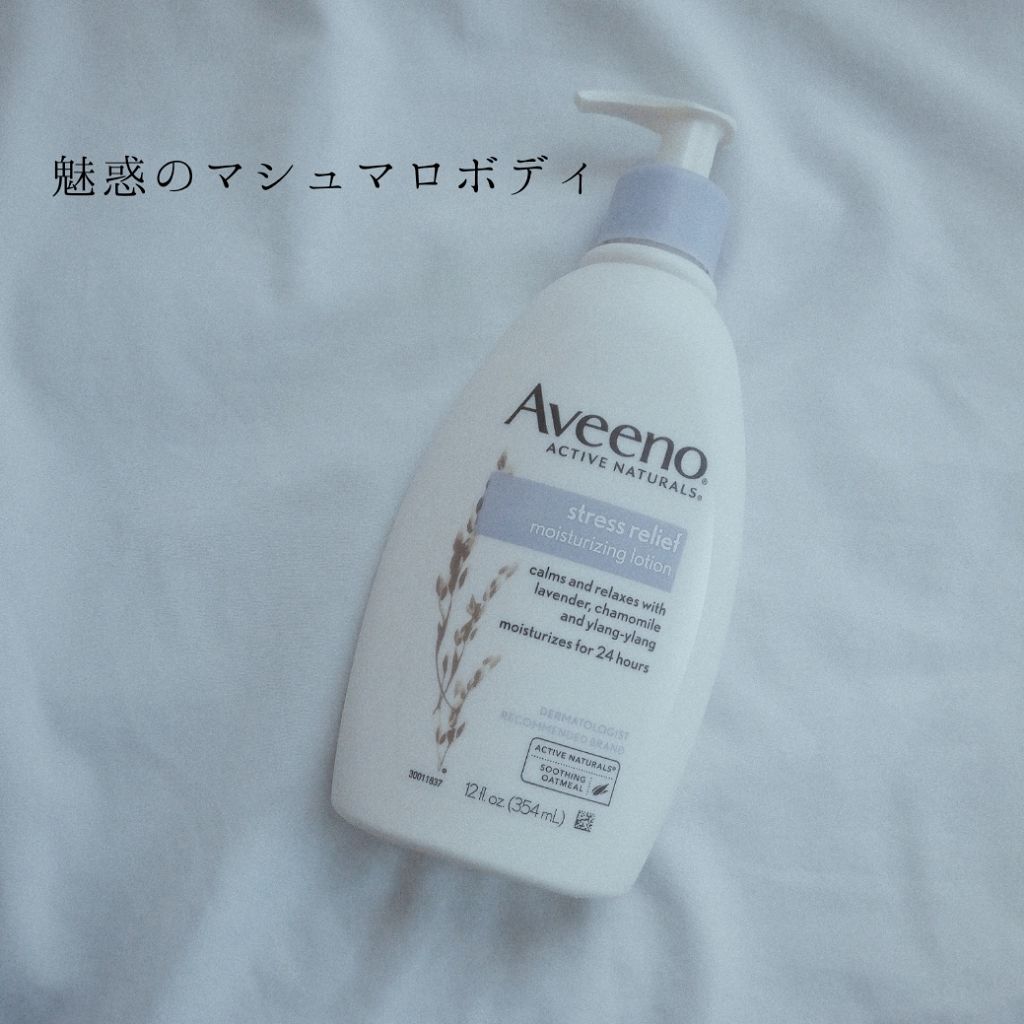 魅惑のマシュマロボディ
Aveeno®
ACTIVE NATURALS®
stress relief
moisturizing lotion
calms and relaxes with
lavender, chamomile
and ylang-ylang
moisturizes for 24 hours
DERMATOLOGIST
RECOMMENDED BRAND
ACTIVE NATURALS®
SOOTHING
OATMEAL
30011837
12 fl. oz. (354 mL)